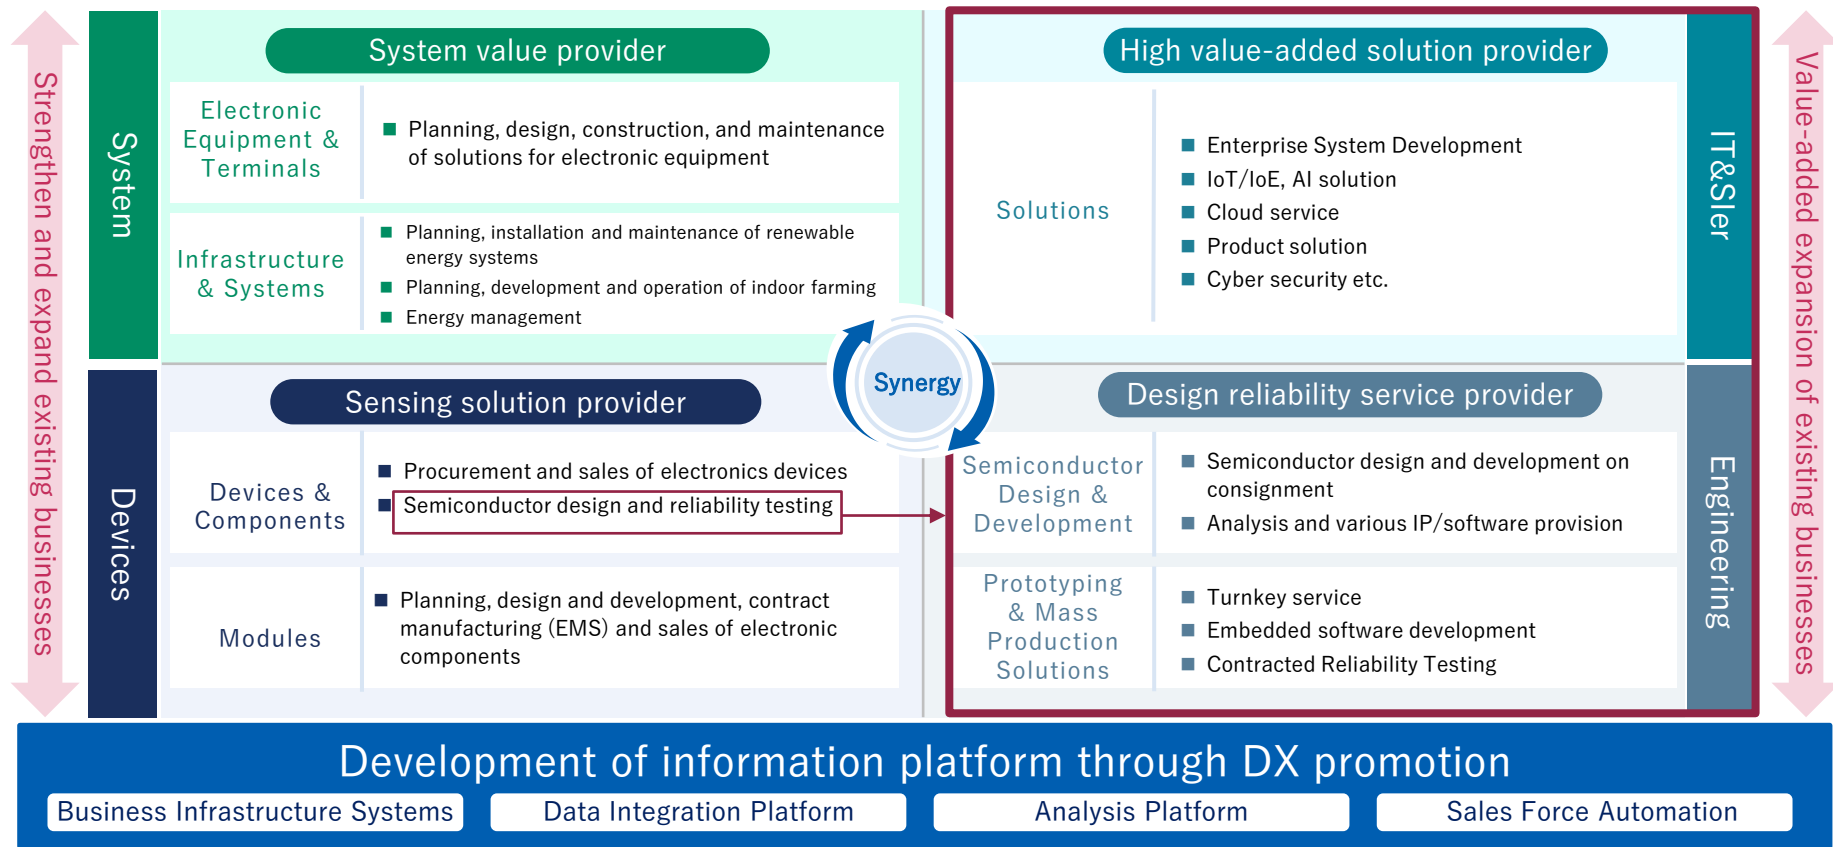 Strengthen and expand existing businesses
System
System value provider
Electronic
Equipment &
Terminals
Planning, design, construction, and maintenance
of solutions for electronic equipment
Infrastructure
& Systems
Planning, installation and maintenance of renewable
energy systems
Planning, development and operation of indoor farming
Energy management
High value-added solution provider
Solutions
Enterprise System Development
IoT/IoE, AI solution
Cloud service
Product solution
Cyber security etc.
IT&SIer
Value-added expansion of existing businesses
Synergy
Devices
Sensing solution provider
Devices &
Components
Procurement and sales of electronics devices
Semiconductor design and reliability testing
Modules
Planning, design and development, contract
manufacturing (EMS) and sales of electronic
components
Design reliability service provider
Semiconductor
Design &
Development
Semiconductor design and development on
consignment
Analysis and various IP/software provision
Prototyping
& Mass
Production
Solutions
Turnkey service
Embedded software development
Contracted Reliability Testing
Engineering
Development of information platform through DX promotion
Business Infrastructure Systems
Data Integration Platform
Analysis Platform
Sales Force Automation